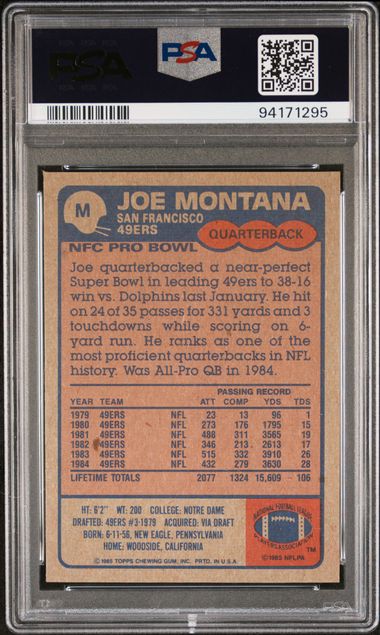 PSA
PSA
94171295
M
JOE MONTANA
SAN FRANCISCO
49ERS
QUARTERBACK
NFC PRO BOWL
Joe quarterbacked a near-perfect
Super Bowl in leading 49ers to 38-16
win vs. Dolphins last January. He hit
on 24 of 35 passes for 331 yards and 3
touchdowns while scoring on 6-
yard run. He ranks as one of the
most proficient quarterbacks in NFL
history. Was All-Pro QB in 1984.
PASSING RECORD
YEAR TEAM ATT COMP YDS TDS
1979 49ERS NFL 23 13 96 1
1980 49ERS NFL 273 176 1795 15
1981 49ERS NFL 488 311 3565 19
1982 49ERS NFL 346 213 2613 17
1983 49ERS NFL 515 332 3910 26
1984 49ERS NFL 432 279 3630 28
LIFETIME TOTALS 2077 1324 15,609 106
HT: 6'2" WT: 200 COLLEGE: NOTRE DAME
DRAFTED: 49ERS #3-1979 ACQUIRED: VIA DRAFT
BORN: 6-11-56, NEW EAGLE, PENNSYLVANIA
HOME: WOODSIDE, CALIFORNIA
©1985 TOPPS CHEWING GUM, INC. PRTD. IN U.S.A.
NATIONAL FOOTBALL LEAGUE
PLAYERS ASSOCIATION
TM
©1985 NFLPA